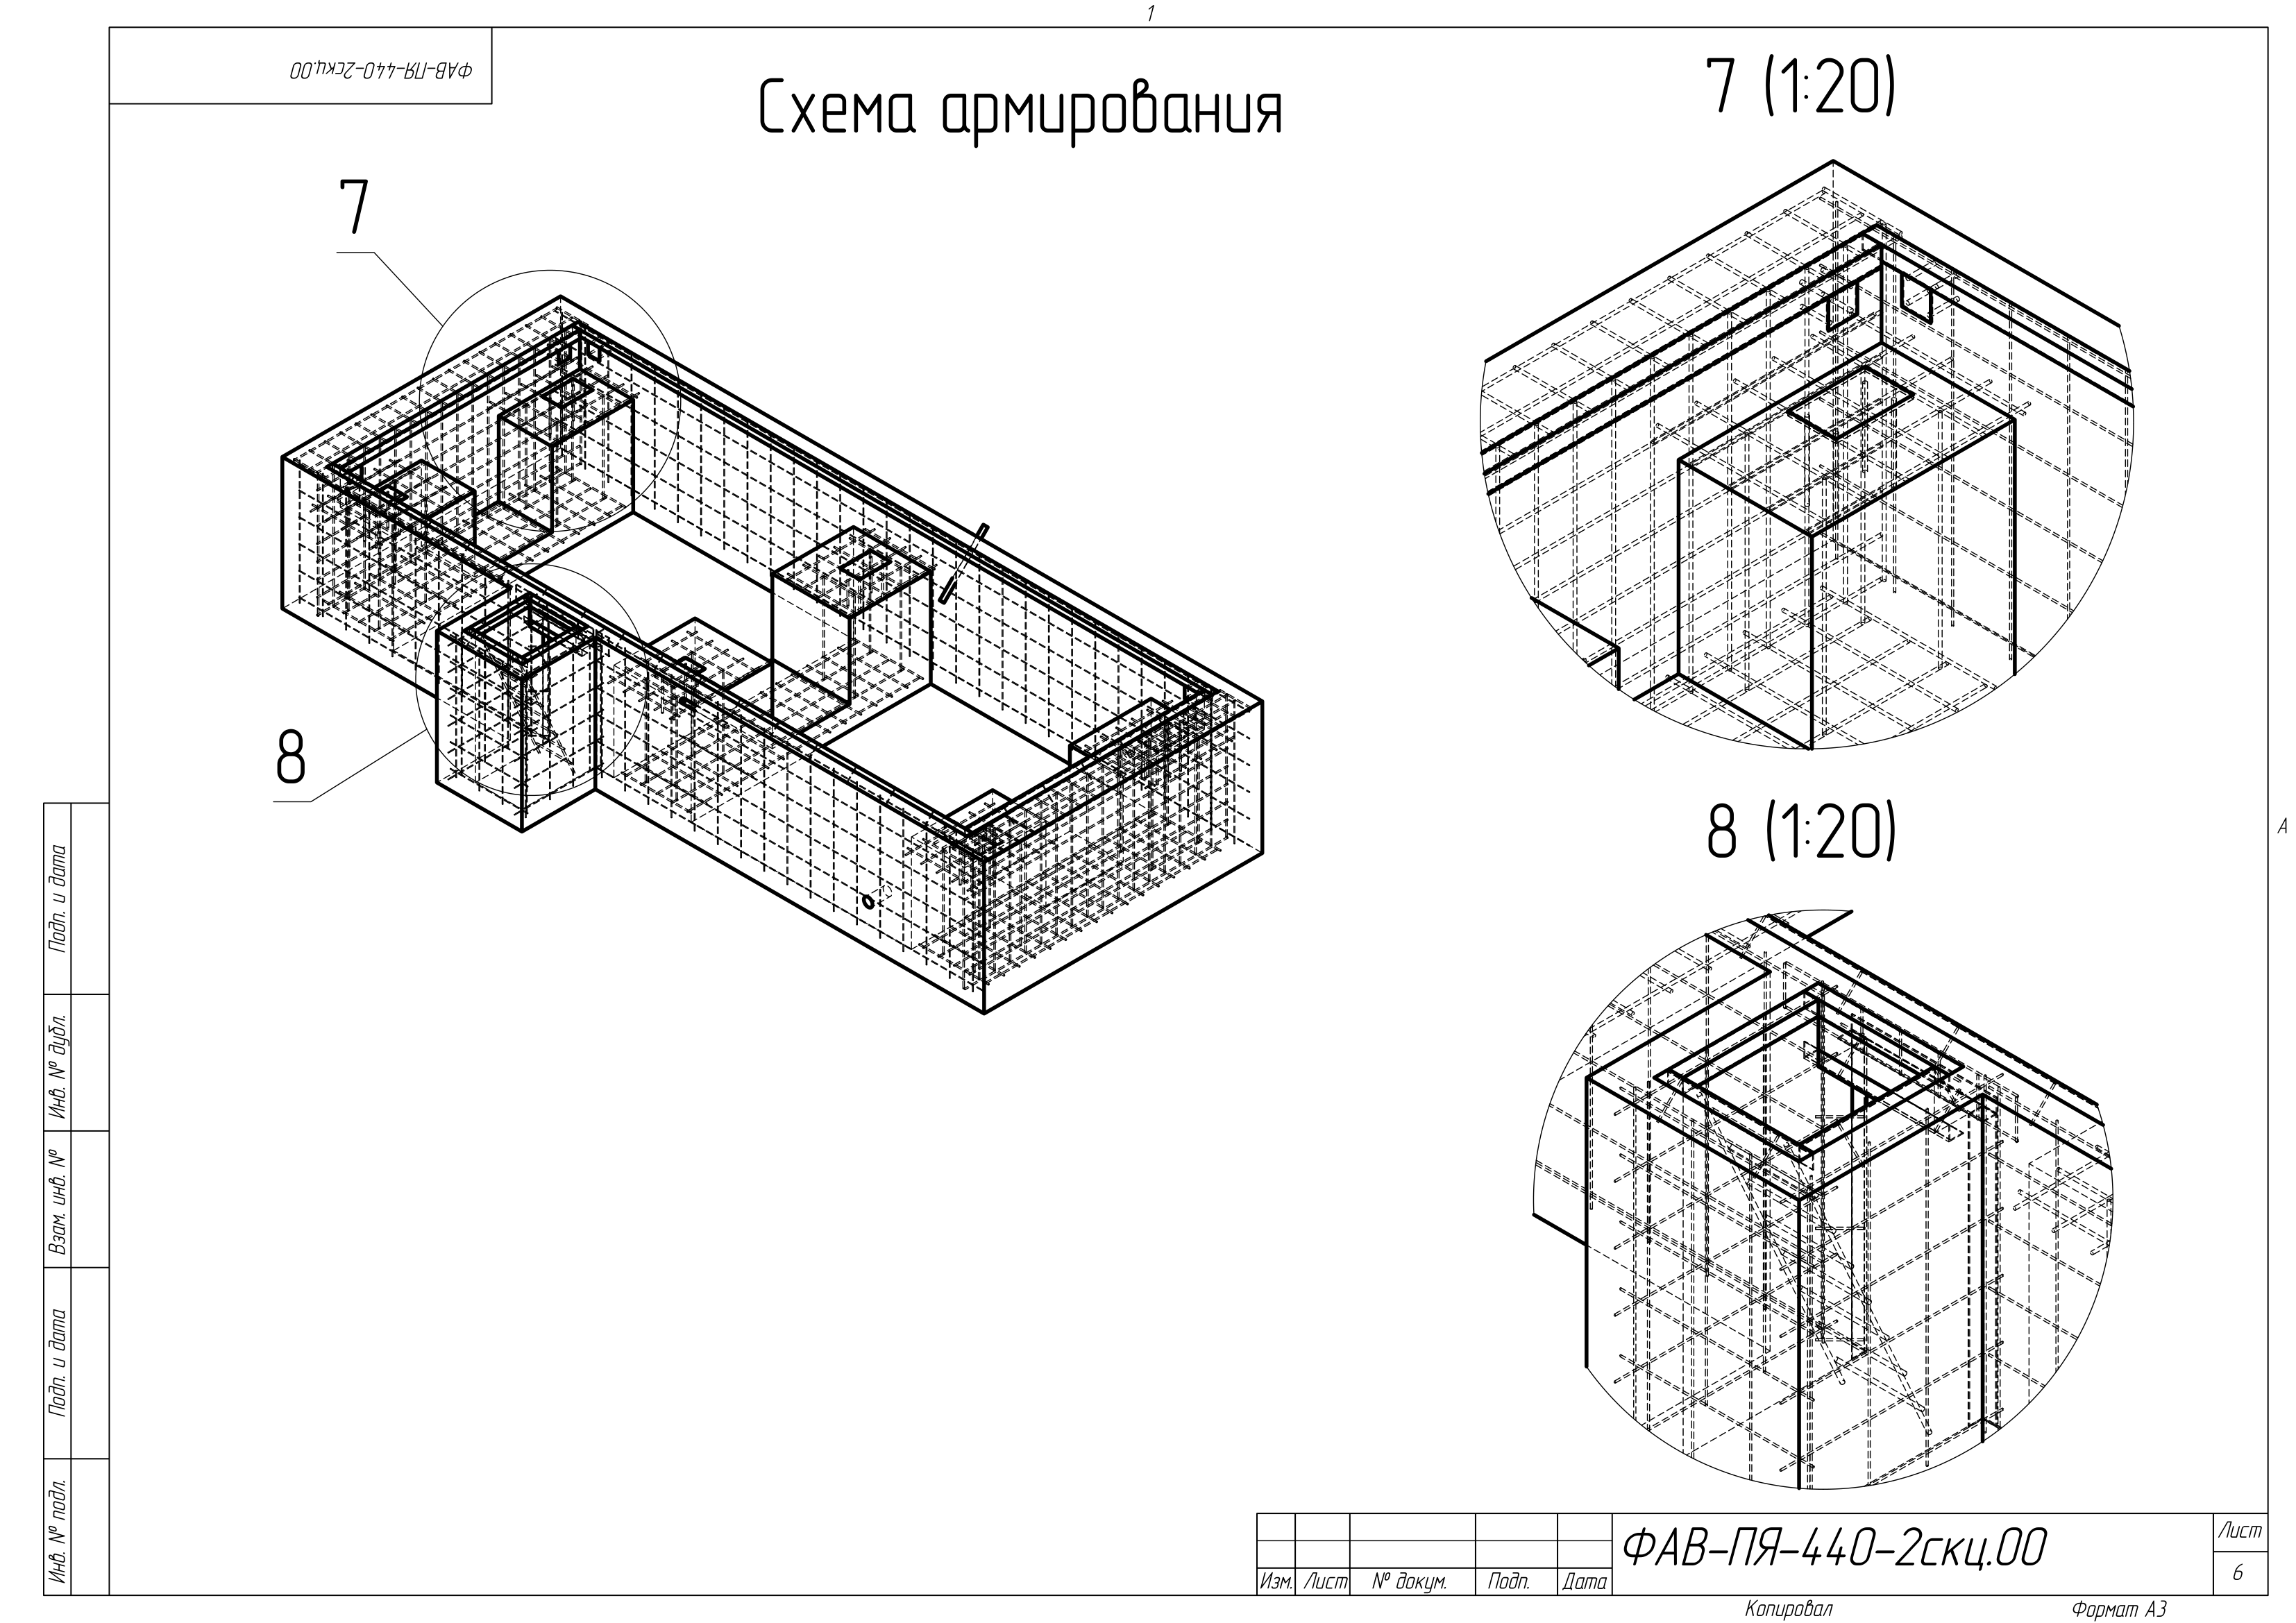 1
ФАВ-ПЯ-440-2скц.00
Схема армирования
7 (1:20)
7
8
8 (1:20)
А
Подп. и дата
Инв. № дубл.
Взам. инв. №
Подп. и дата
Инв. № подл.
Изм. Лист № докум. Подп. Дата
ФАВ-ПЯ-440-2скц.00
Лист
6
Копировал
Формат А3